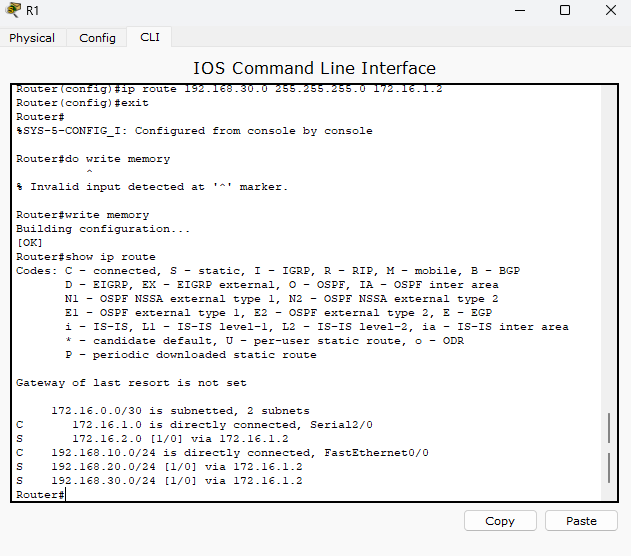 R1
Physical Config CLI
IOS Command Line Interface
Router(config)#ip route 192.168.30.0 255.255.255.0 172.16.1.2
Router(config)#exit
Router#
%SYS-5-CONFIG_I: Configured from console by console
Router#do write memory
^
% Invalid input detected at '^' marker.
Router#write memory
Building configuration...
[OK]
Router#show ip route
Codes: C - connected, S - static, I - IGRP, R - RIP, M - mobile, B - BGP
D - EIGRP, EX - EIGRP external, O - OSPF, IA - OSPF inter area
N1 - OSPF NSSA external type 1, N2 - OSPF NSSA external type 2
E1 - OSPF external type 1, E2 - OSPF external type 2, E - EGP
i - IS-IS, L1 - IS-IS level-1, L2 - IS-IS level-2, ia - IS-IS inter area
* - candidate default, U - per-user static route, o - ODR
P - periodic downloaded static route
Gateway of last resort is not set
172.16.0.0/30 is subnetted, 2 subnets
C 172.16.1.0 is directly connected, Serial2/0
S 172.16.2.0 [1/0] via 172.16.1.2
C 192.168.10.0/24 is directly connected, FastEthernet0/0
S 192.168.20.0/24 [1/0] via 172.16.1.2
S 192.168.30.0/24 [1/0] via 172.16.1.2
Router#
Copy Paste